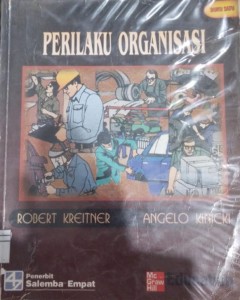 PERILAKU ORGANISASI
ROBERT KREITNER ANGELO KINICKI
Penerbit
Salemba Empat
Mc
Graw
Hill